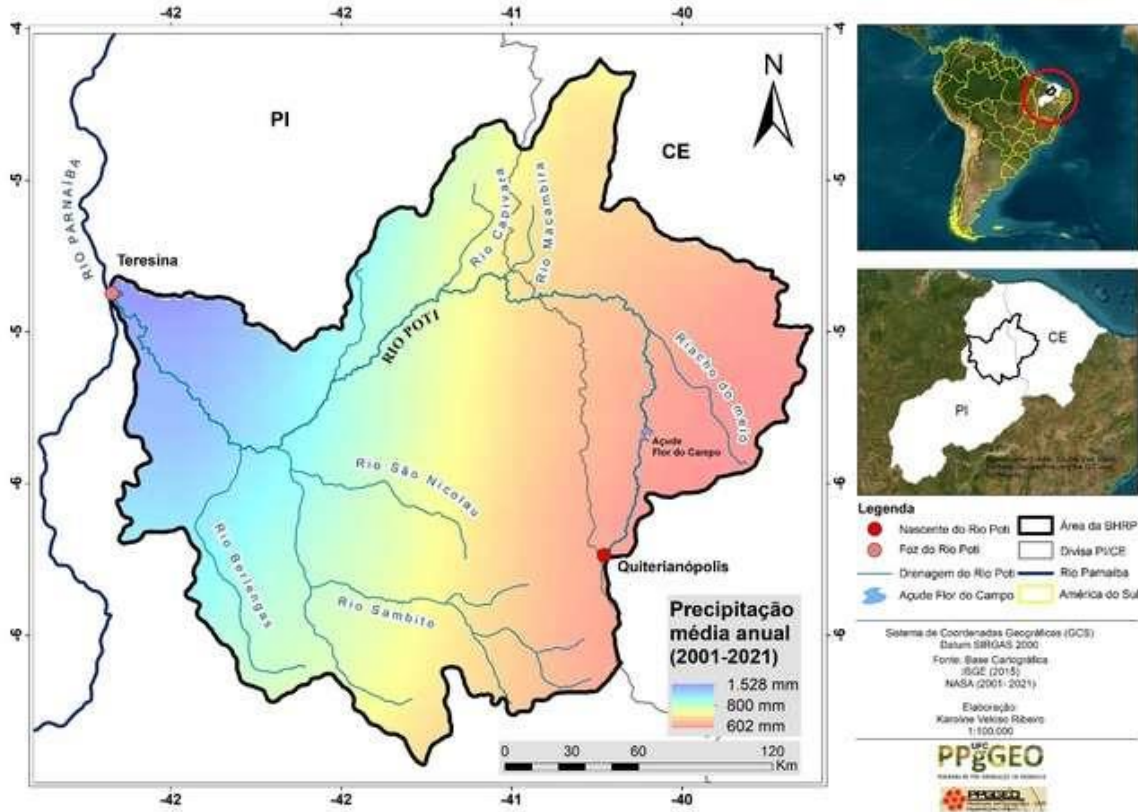 -42
-42
-41
-40
-4
-4
N
PI
CE
RIO PARNAÍBA
-5
-5
Rio Capivata
Rio Macambira
Teresina
RIO POTI
-5
-5
Riacho do meio
Açude
Flor do Campo
Rio São Nicolau
-6
-6
Rio Berlengas
Quiterianópolis
Rio Sambito
-6
-6
Precipitação
média anual
(2001-2021)
1.528 mm
800 mm
602 mm
0 30 60 120
Km
-42
-42
-41
-40
CE
PI
Legenda
Nascente do Rio Poti
Área da BHRP
Foz do Rio Poti
Divisa PI/CE
Drenagem do Rio Poti
Rio Parnaíba
Açude Flor do Campo
América do Sul
Sistema de Coordenadas Geográficas (GCS)
Datum SIRGAS 2000
Fonte: Base Cartográfica
IBGE (2015)
NASA (2001- 2021)
Elaboração:
Karoline Veloso Ribeiro
1:100.000
UFC
PPgGEO
PPGGEO